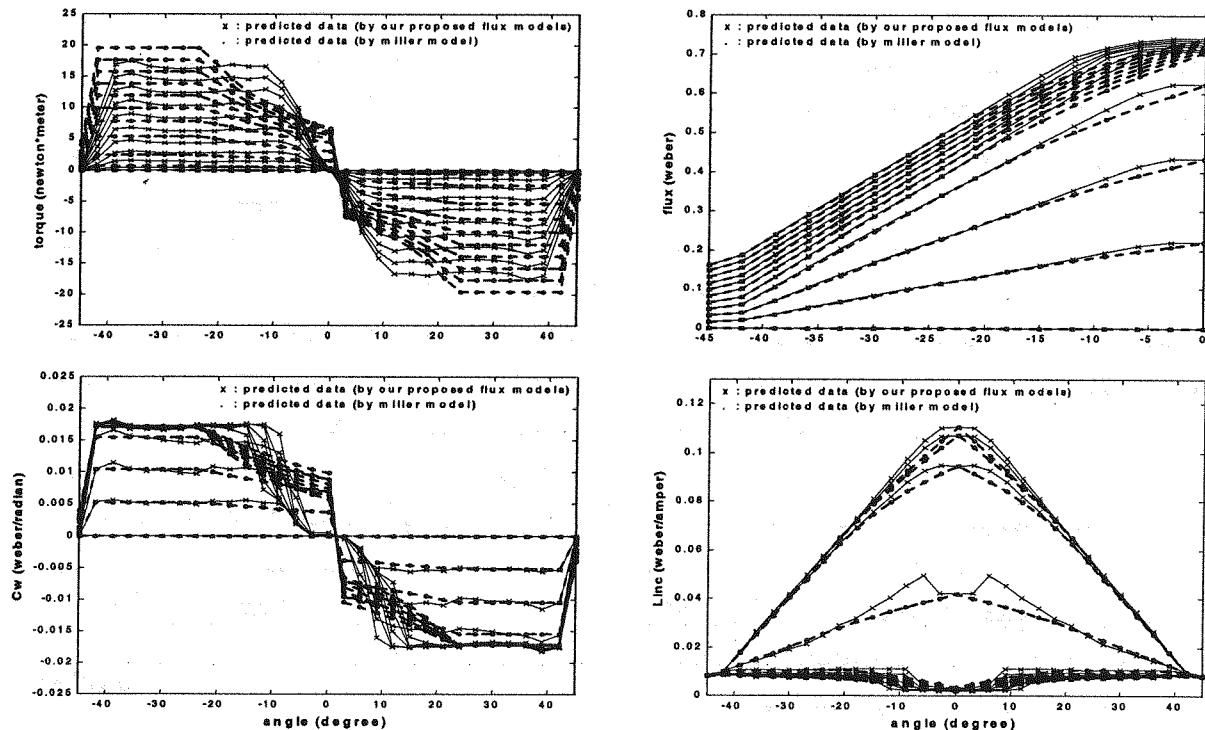 x : predicted data (by our proposed flux models)
. : predicted data (by miller model)
25
20
15
10
5
0
-5
-10
-15
-20
25
torque (newton*meter)
-40 -30 -20 -10 0 10 20 30 40
x : predicted data (by our proposed flux models)
. : predicted data (by miller model)
0.8
0.7
0.6
0.5
0.4
0.3
0.2
0.1
0
flux (weber)
-45 -40 -35 -30 -25 -20 -15 -10 -5 0
x : predicted data (by our proposed flux models)
. : predicted data (by miller model)
0.025
0.02
0.015
0.01
0.005
0
-0.005
-0.01
-0.015
-0.02
-0.025
Cw (weber/radian)
-40 -30 -20 -10 0 10 20 30 40
angle (degree)
x : predicted data (by our proposed flux models)
. : predicted data (by miller model)
0.12
0.1
0.08
0.06
0.04
0.02
0
Linc (weber/amper)
-40 -30 -20 -10 0 10 20 30 40
angle (degree)